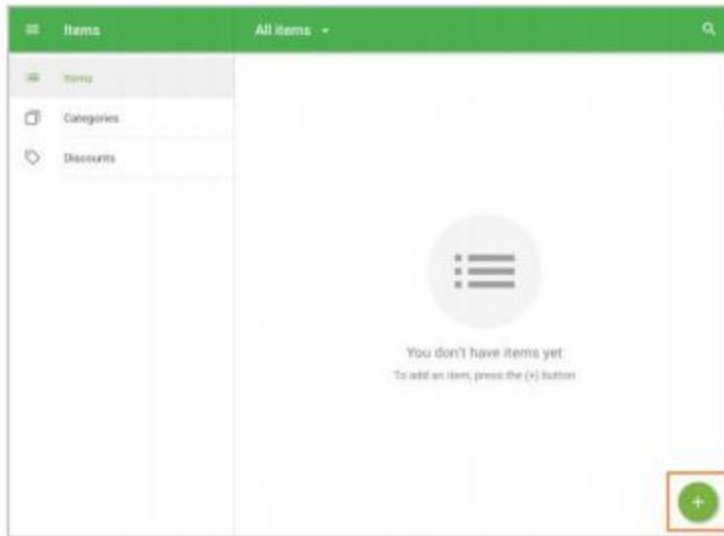 Items
All items
Items
Categories
Discounts
You don't have items yet
To add an item, press the (+) button